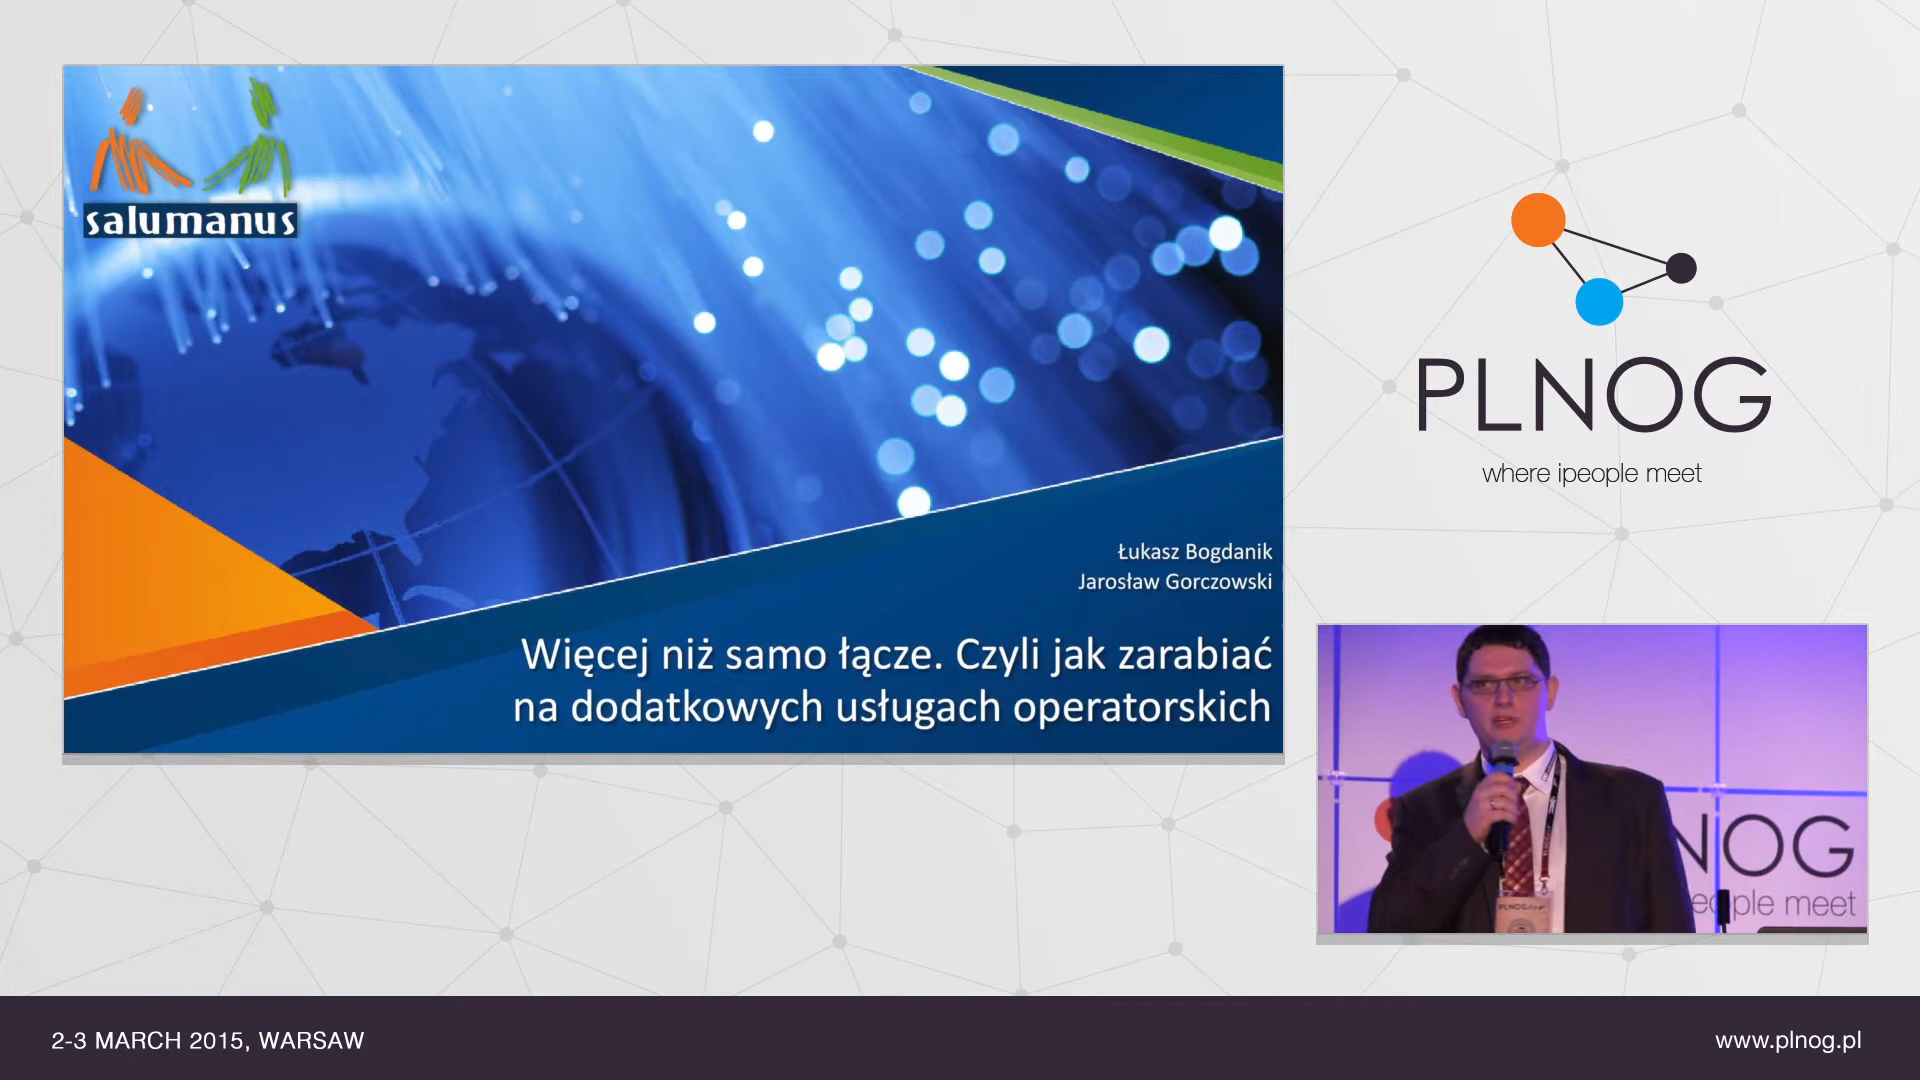 salumanus
Łukasz Bogdanik
Jarosław Gorczowski
Więcej niż samo łącze. Czyli jak zarabiać
na dodatkowych usługach operatorskich
PLNOG
where ipeople meet
NOG
ple meet
PLNOG
2-3 MARCH 2015, WARSAW
www.plnog.pl